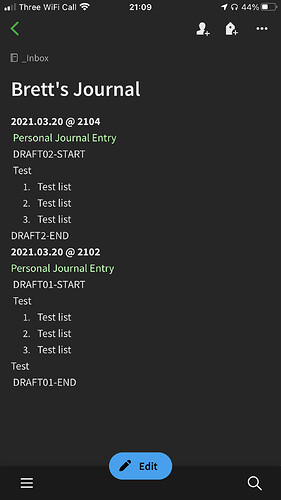 Three WiFi Call
21:09
44%
_Inbox
Brett's Journal
2021.03.20 @ 2104
Personal Journal Entry
DRAFT02-START
Test
1. Test list
2. Test list
3. Test list
DRAFT2-END
2021.03.20 @ 2102
Personal Journal Entry
DRAFT01-START
Test
1. Test list
2. Test list
3. Test list
Test
DRAFT01-END
Edit